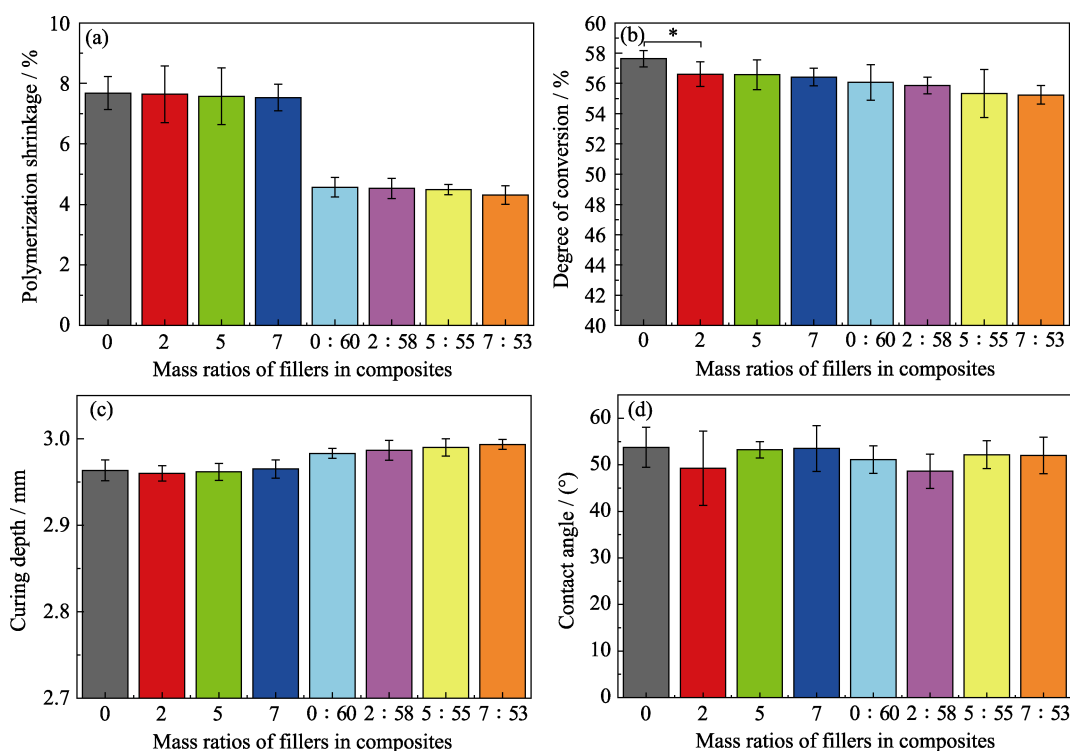 (a)
Polymerization shrinkage / %
10
8
6
4
2
0
0 2 5 7 0 : 60 2 : 58 5 : 55 7 : 53
Mass ratios of fillers in composites
(b)
*
Degree of conversion / %
60
58
56
54
52
50
48
46
44
42
40
0 2 5 7 0 : 60 2 : 58 5 : 55 7 : 53
Mass ratios of fillers in composites
(c)
Curing depth / mm
3.0
2.9
2.8
2.7
0 2 5 7 0 : 60 2 : 58 5 : 55 7 : 53
Mass ratios of fillers in composites
(d)
Contact angle / (°)
60
50
40
30
20
10
0
0 2 5 7 0 : 60 2 : 58 5 : 55 7 : 53
Mass ratios of fillers in composites